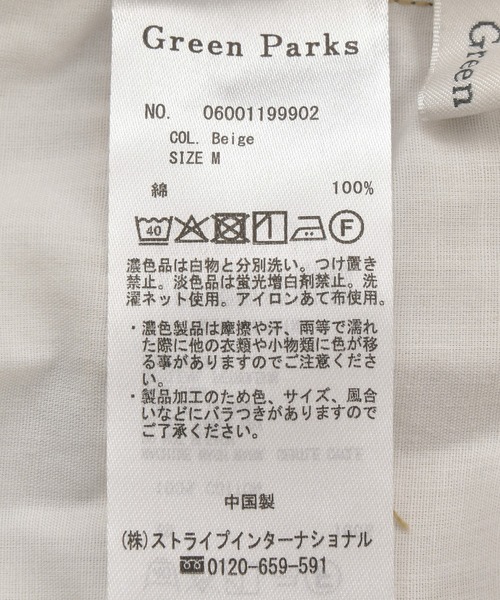 Green Parks
Green
NO. 06001199902
COL. Beige
SIZE M
綿 100%
40 F
濃色品は白物と分別洗い。つけ置き
禁止。淡色品は蛍光増白剤禁止。洗
濯ネット使用。アイロンあて布使用。
・濃色製品は摩擦や汗、雨等で濡れ
た際に他の衣類や小物類に色が移
る事がありますのでご注意くださ
い。
・製品加工のため色、サイズ、風合
いなどにバラつきがありますので
ご了承ください。
中国製
(株)ストライプインターナショナル
0120-659-591